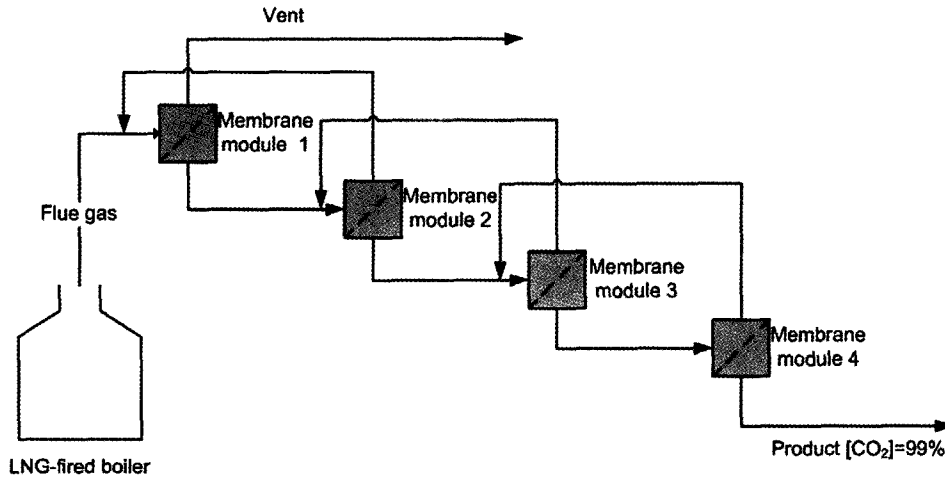 Vent
Membrane
module 1
Flue gas
Membrane
module 2
Membrane
module 3
Membrane
module 4
LNG-fired boiler
Product [CO₂]=99%